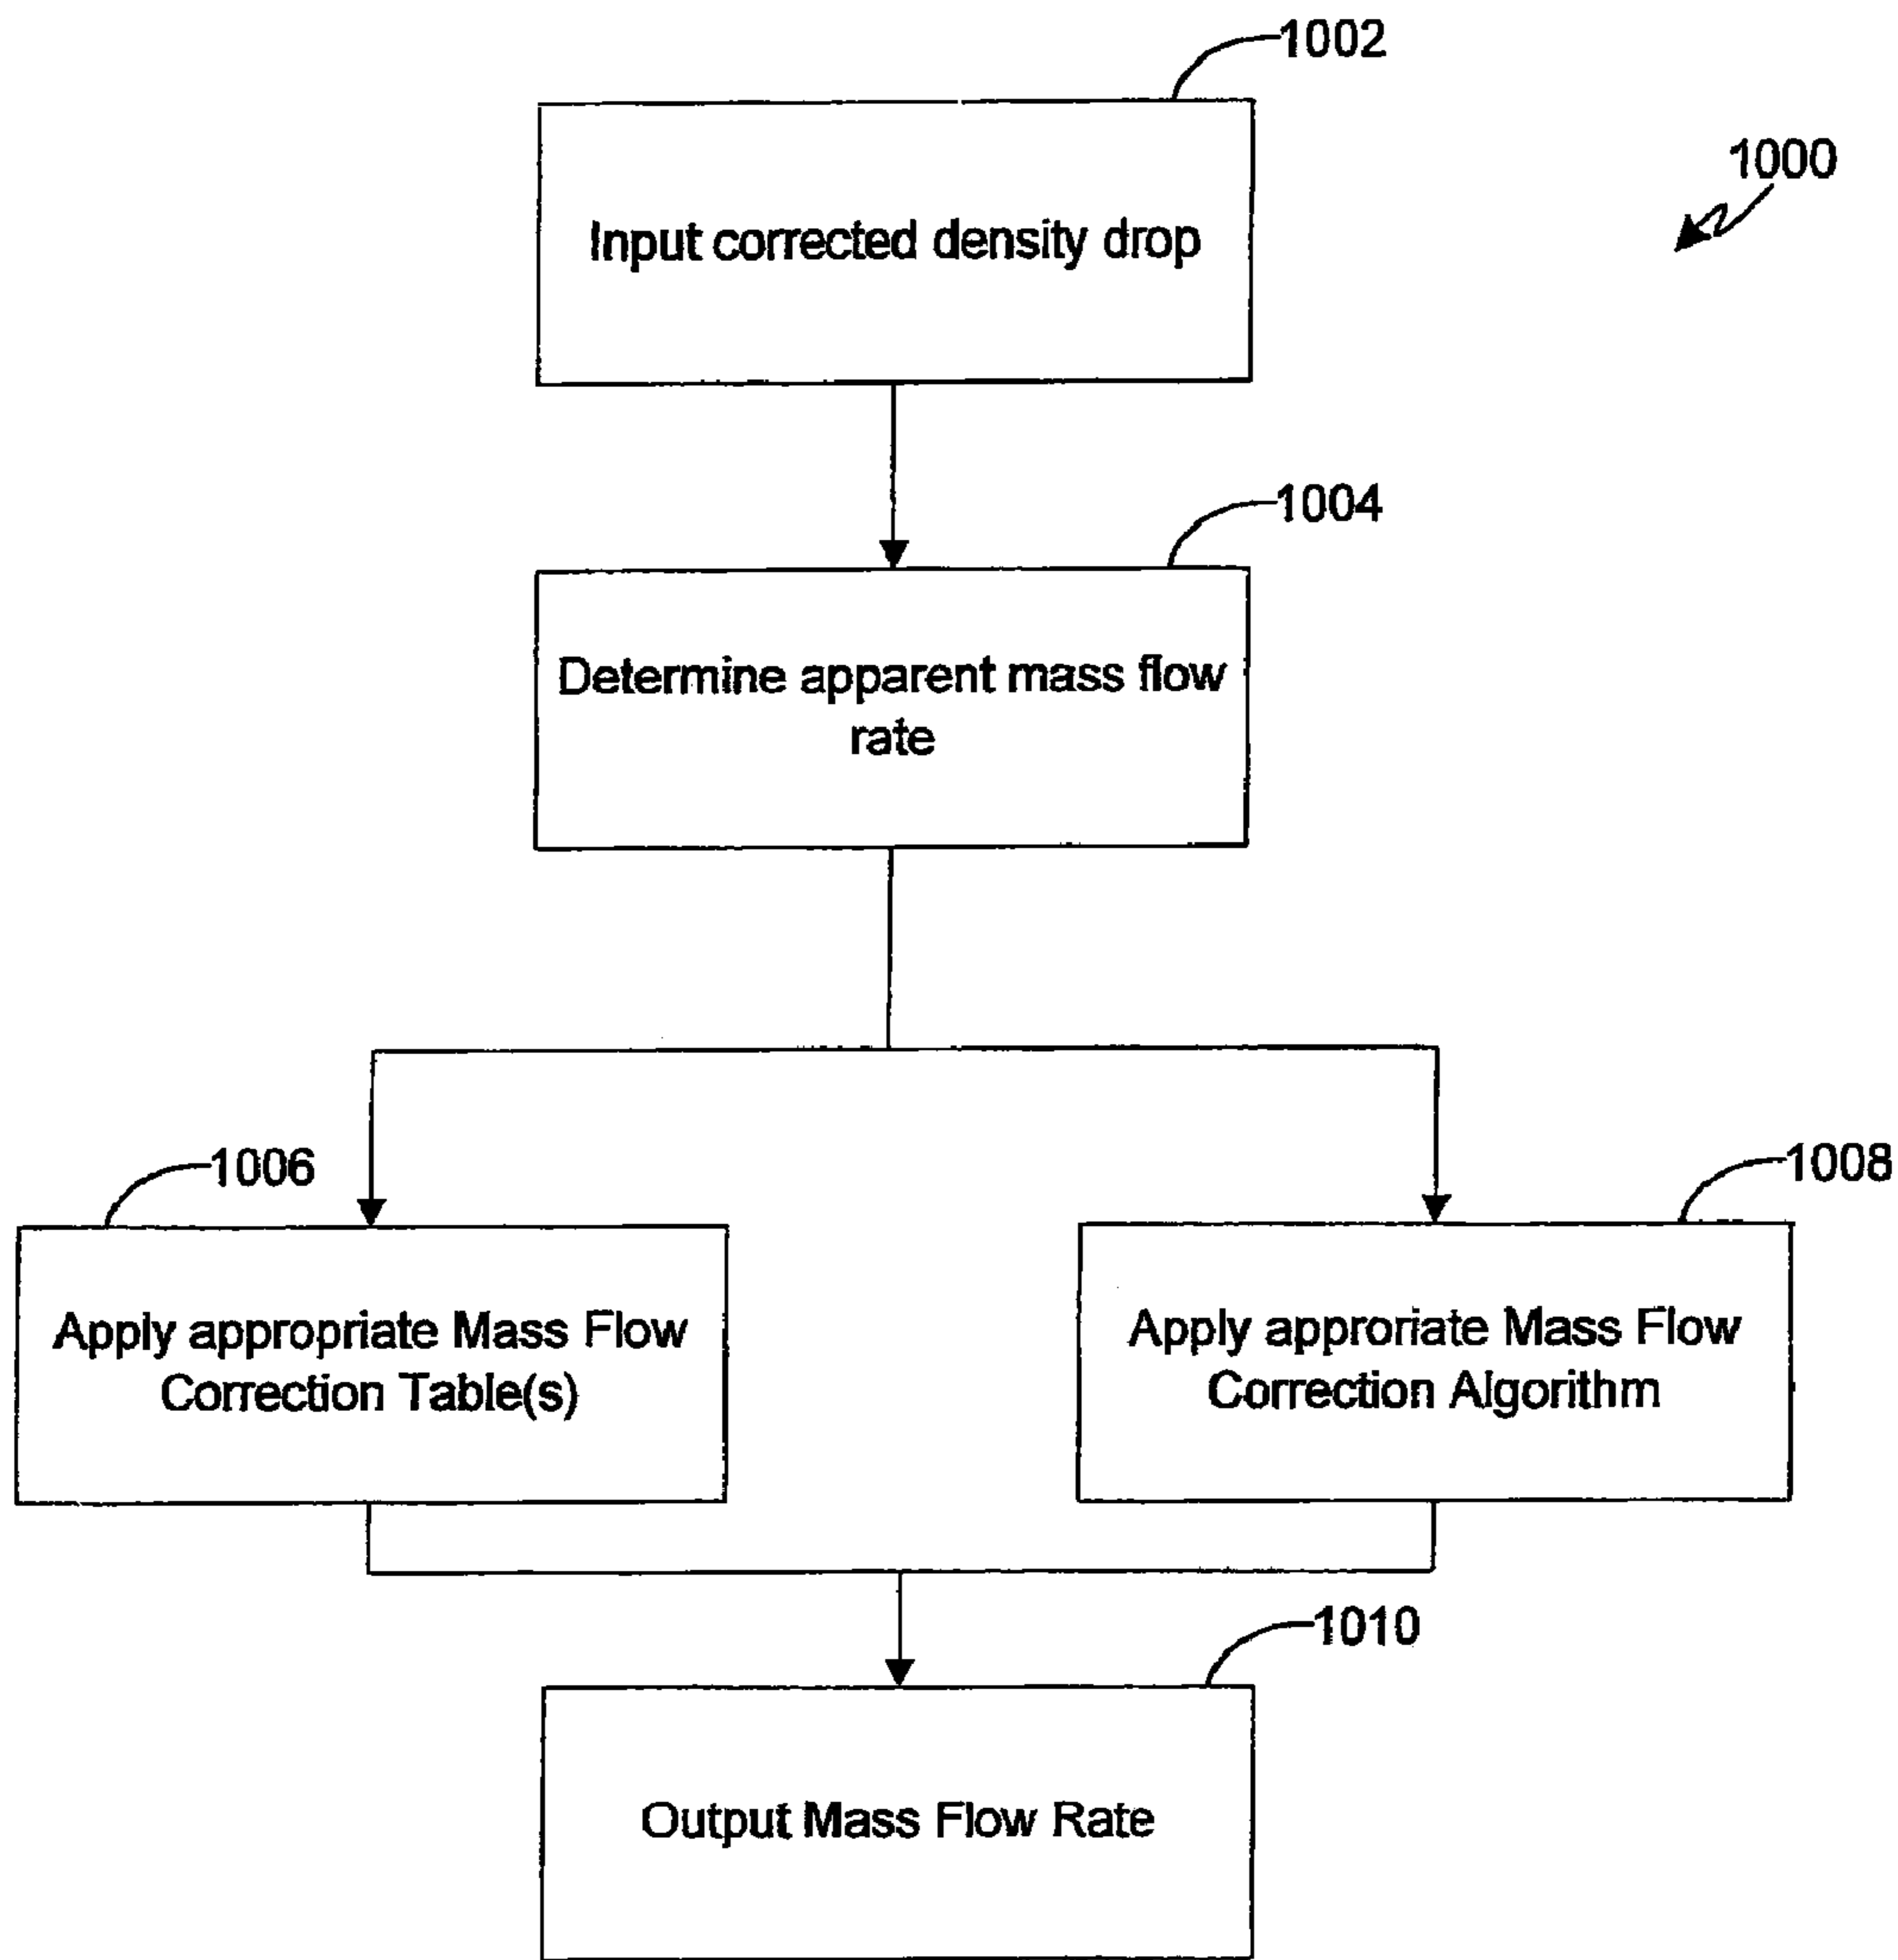 1002
1000
Input corrected density drop
1004
Determine apparent mass flow
rate
1006
1008
Apply appropriate Mass Flow
Correction Table(s)
Apply approriate Mass Flow
Correction Algorithm
1010
Output Mass Flow Rate